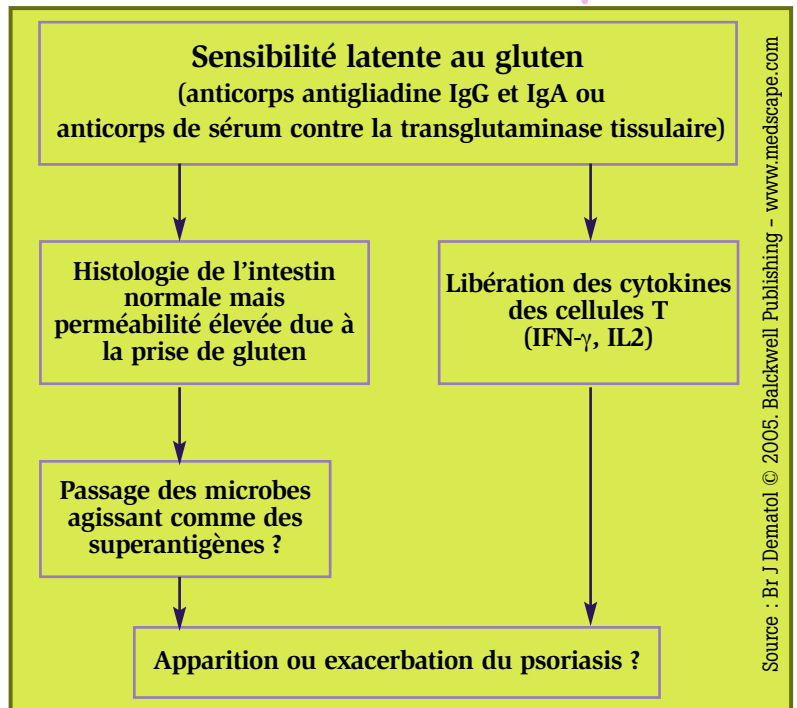 Sensibilité latente au gluten
(anticorps antigliadine IgG et IgA ou
anticorps de sérum contre la transglutaminase tissulaire)
Histologie de l’intestin
normale mais
perméabilité élevée due à
la prise de gluten
Libération des cytokines
des cellules T
(IFN-γ, IL2)
Passage des microbes
agissant comme des
superantigènes ?
Apparition ou exacerbation du psoriasis ?
Source : Br J Dematol © 2005. Balckwell Publishing – www.medscape.com